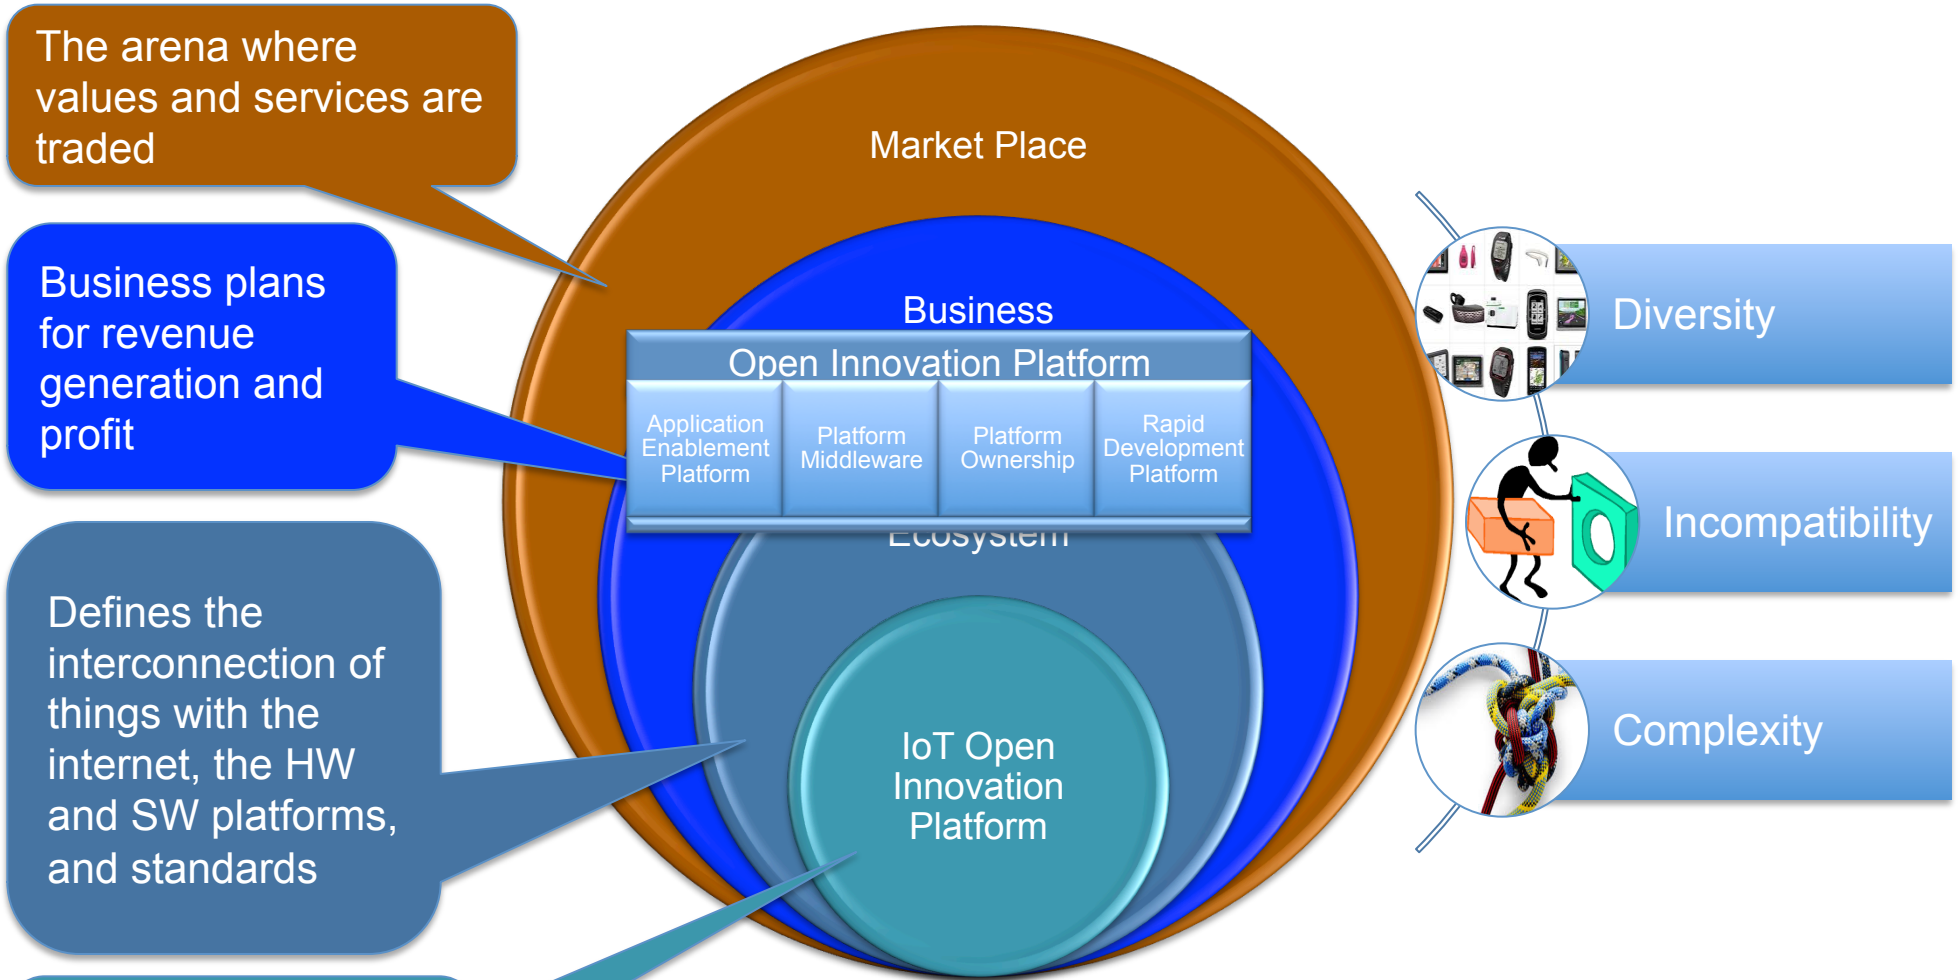 The arena where
values and services are
traded
Business plans
for revenue
generation and
profit
Defines the
interconnection of
things with the
internet, the HW
and SW platforms,
and standards
Market Place
Business
Open Innovation Platform
Application
Enablement
Platform
Platform
Middleware
Platform
Ownership
Rapid
Development
Platform
Ecosystem
IoT Open
Innovation
Platform
Diversity
Incompatibility
Complexity